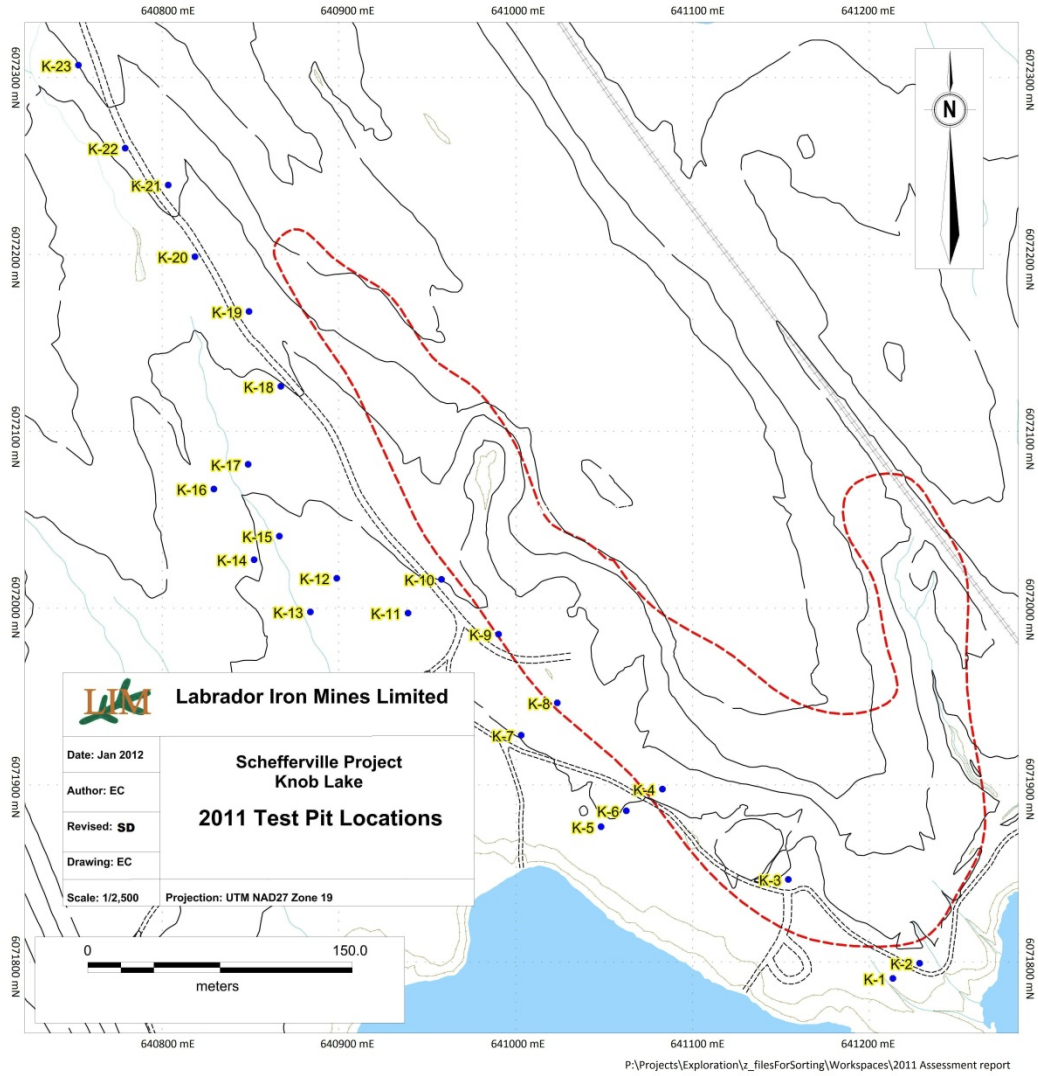 640800 mE
640900 mE
641000 mE
641100 mE
641200 mE
6072300 mN
6072300 mN
K-23
N
K-22
K-21
6072200 mN
6072200 mN
K-20
K-19
K-18
6072100 mN
6072100 mN
K-17
K-16
K-15
K-14
K-12
K-10
6072000 mN
6072000 mN
K-13
K-11
K-9
K-8
K-7
6071900 mN
6071900 mN
K-4
K-6
K-5
K-3
6071800 mN
6071800 mN
K-2
K-1
LIM
Labrador Iron Mines Limited
Date: Jan 2012
Author: EC
Revised: SD
Drawing: EC
Scale: 1/2,500
Schefferville Project
Knob Lake
2011 Test Pit Locations
Projection: UTM NAD27 Zone 19
0
150.0
meters
640800 mE
640900 mE
641000 mE
641100 mE
641200 mE
P:\Projects\Exploration\z_filesForSorting\Workspaces\2011 Assessment report